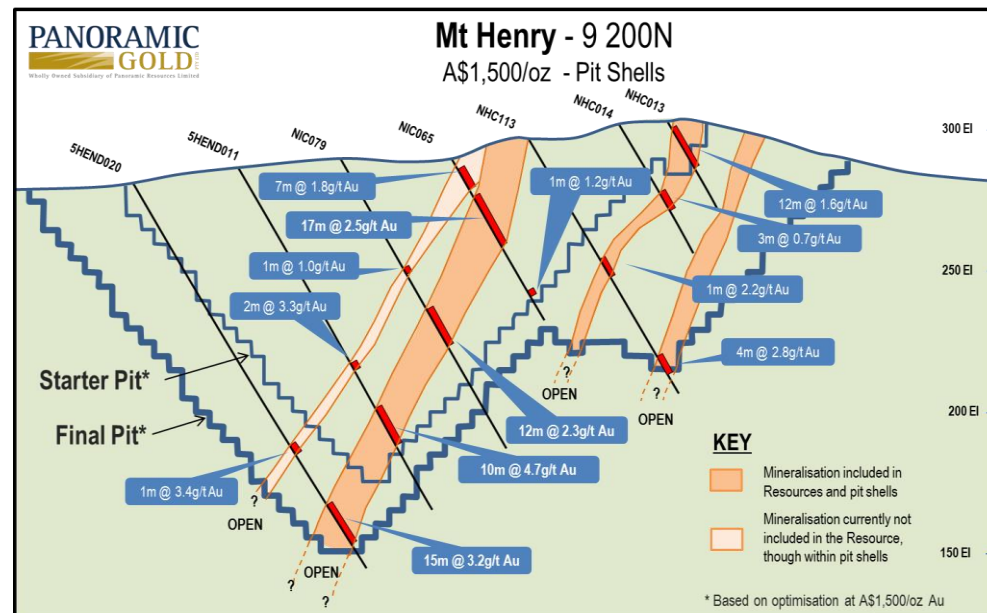 PANORAMIC
GOLD PTY LTD
Wholly Owned Subsidiary of Panoramic Resources Limited
Mt Henry - 9 200N
A$1,500/oz - Pit Shells
5HEND020
5HEND011
NIC079
NIC065
NHC113
NHC014
NHC013
300 El
250 El
200 El
150 El
7m @ 1.8g/t Au
17m @ 2.5g/t Au
1m @ 1.0g/t Au
2m @ 3.3g/t Au
1m @ 3.4g/t Au
1m @ 1.2g/t Au
12m @ 1.6g/t Au
3m @ 0.7g/t Au
1m @ 2.2g/t Au
4m @ 2.8g/t Au
12m @ 2.3g/t Au
10m @ 4.7g/t Au
15m @ 3.2g/t Au
Starter Pit*
Final Pit*
?
OPEN
?
OPEN
?
? ?
OPEN
?
OPEN
KEY
Mineralisation included in
Resources and pit shells
Mineralisation currently not
included in the Resource,
though within pit shells
* Based on optimisation at A$1,500/oz Au